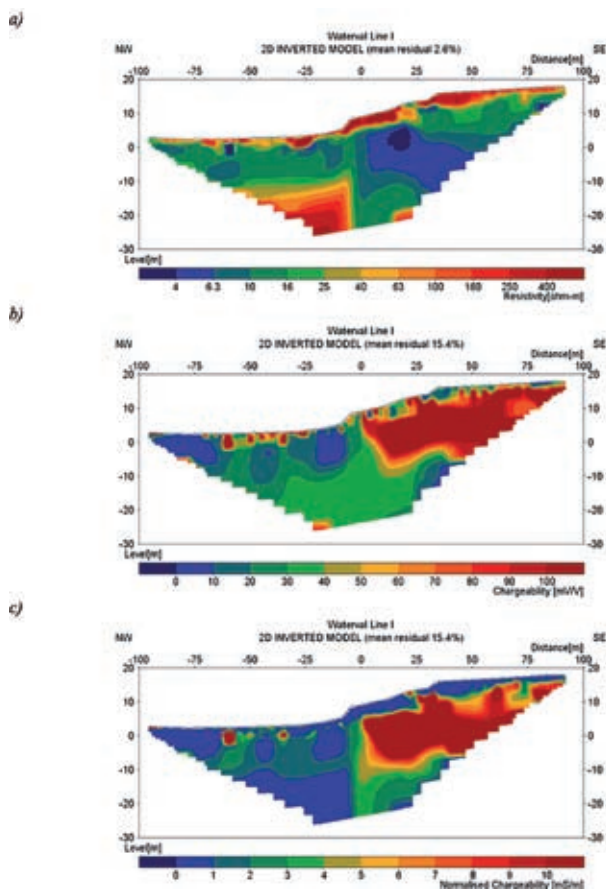 a)
Waterval Line I
NW 2D INVERTED MODEL (mean residual 2.6%) SE
Distance[m]
-100 -75 -50 -25 0 25 50 75 100
20
10
0
-10
-20
-30
Level[m]
4 6.3 10 16 25 40 63 100 160 250 400
Resistivity[ohm-m]
b)
Waterval Line I
NW 2D INVERTED MODEL (mean residual 15.4%) SE
Distance[m]
-100 -75 -50 -25 0 25 50 75 100
20
10
0
-10
-20
-30
Level[m]
0 10 20 30 40 50 60 70 80 90 100
Chargeability [mV/V]
c)
Waterval Line I
NW 2D INVERTED MODEL (mean residual 15.4%) SE
Distance[m]
-100 -75 -50 -25 0 25 50 75 100
20
10
0
-10
-20
-30
Level[m]
0 1 2 3 4 5 6 7 8 9 10
Normalised Chargeability [mS/m]